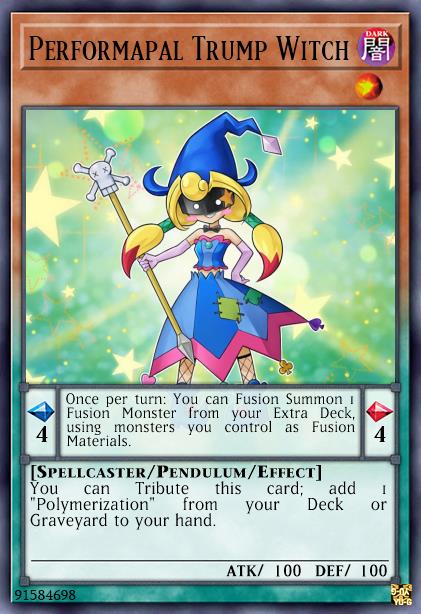 PERFORMAPAL TRUMP WITCH
DARK
闇
Once per turn: You can Fusion Summon 1
Fusion Monster from your Extra Deck,
using monsters you control as Fusion
Materials.
4
4
[SPELLCASTER/PENDULUM/EFFECT]
You can Tribute this card; add 1
"Polymerization" from your Deck or
Graveyard to your hand.
ATK/ 100 DEF/ 100
91584698